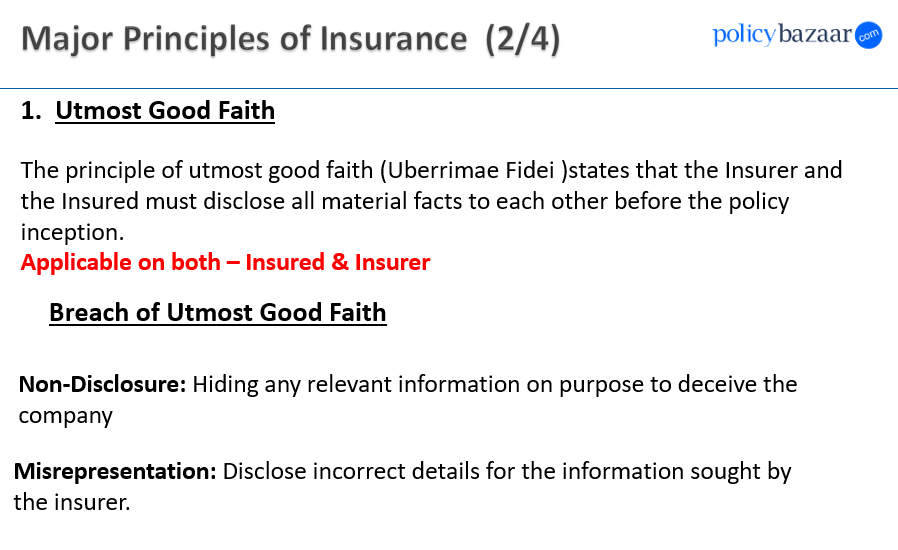 Major Principles of Insurance (2/4)
policybazaar.com
1. Utmost Good Faith
The principle of utmost good faith (Uberrimae Fidei )states that the Insurer and
the Insured must disclose all material facts to each other before the policy
inception.
Applicable on both – Insured & Insurer
Breach of Utmost Good Faith
Non-Disclosure: Hiding any relevant information on purpose to deceive the
company
Misrepresentation: Disclose incorrect details for the information sought by
the insurer.